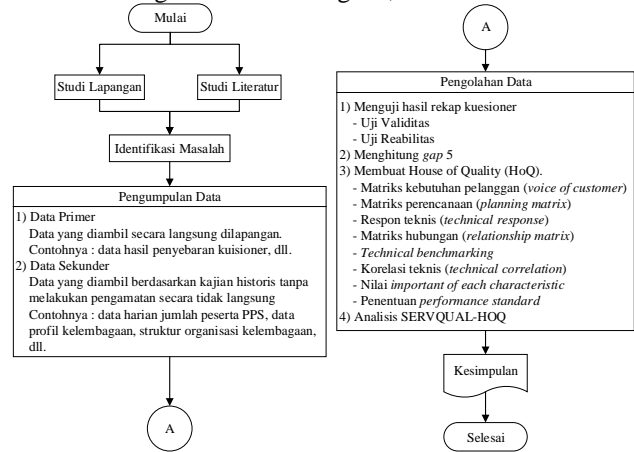 Mulai
Studi Lapangan
Studi Literatur
Identifikasi Masalah
Pengumpulan Data
1) Data Primer
Data yang diambil secara langsung dilapangan.
Contohnya : data hasil penyebaran kuisioner, dll.
2) Data Sekunder
Data yang diambil berdasarkan kajian historis tanpa
melakukan pengamatan secara tidak langsung
Contohnya : data harian jumlah peserta PPS, data
profil kelembagaan, struktur organisasi kelembagaan,
dll.
A
A
Pengolahan Data
1) Menguji hasil rekap kuesioner
- Uji Validitas
- Uji Reabilitas
2) Menghitung gap 5
3) Membuat House of Quality (HoQ).
- Matriks kebutuhan pelanggan (voice of customer)
- Matriks perencanaan (planning matrix)
- Respon teknis (technical response)
- Matriks hubungan (relationship matrix)
- Technical benchmarking
- Korelasi teknis (technical correlation)
- Nilai important of each characteristic
- Penentuan performance standard
4) Analisis SERVQUAL-HOQ
Kesimpulan
Selesai